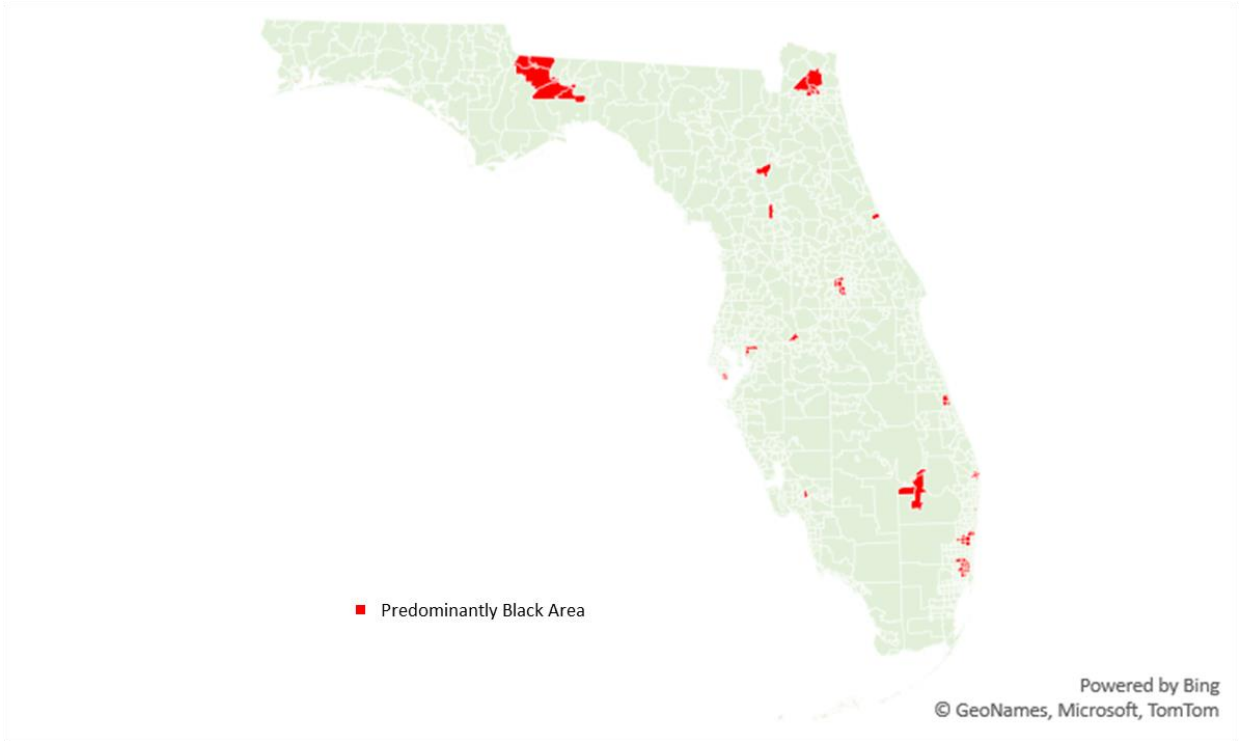 Predominantly Black Area
Powered by Bing
© GeoNames, Microsoft, TomTom